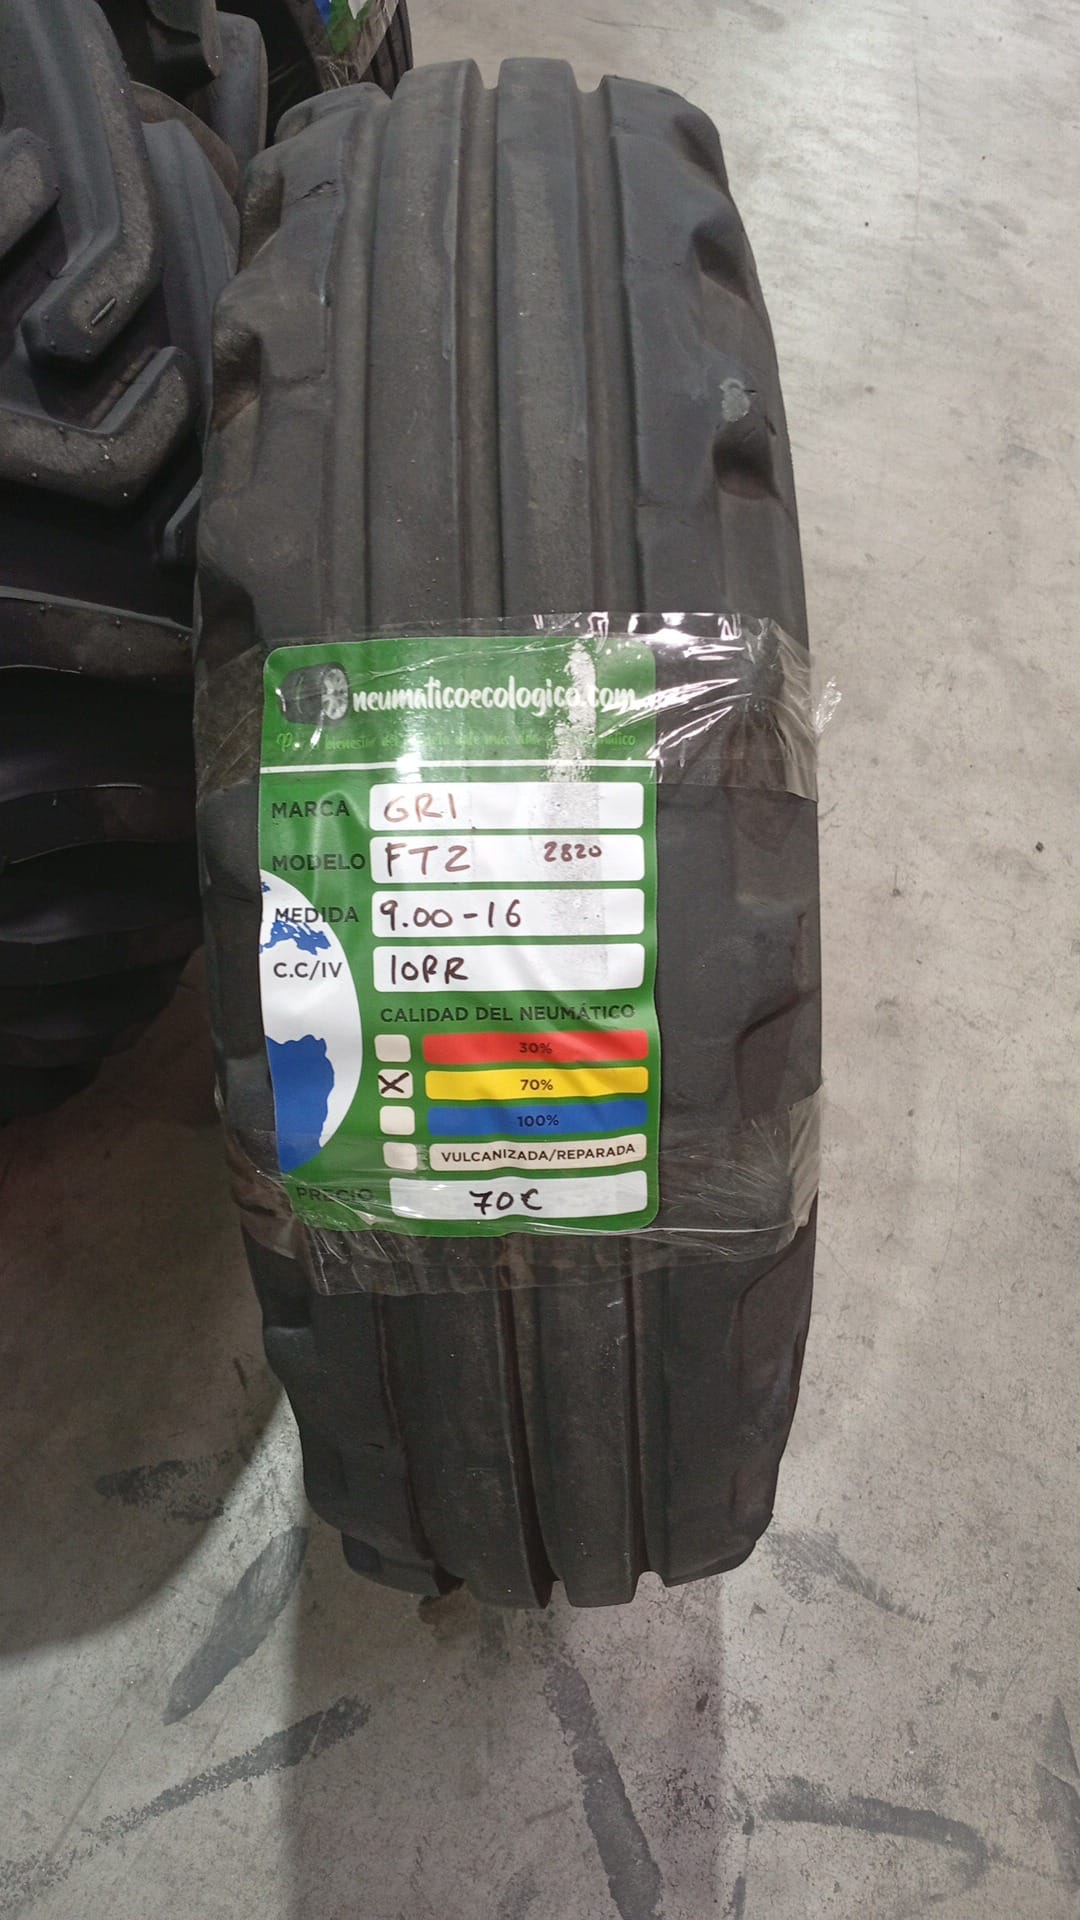 neumaticoecologico.com
MARCA GRI
MODELO FT2 2820
MEDIDA 9.00-16
C.C/IV 10PR
CALIDAD DEL NEUMÁTICO
30%
X 70%
100%
VULCANIZADA/REPARADA
PRECIO 70€